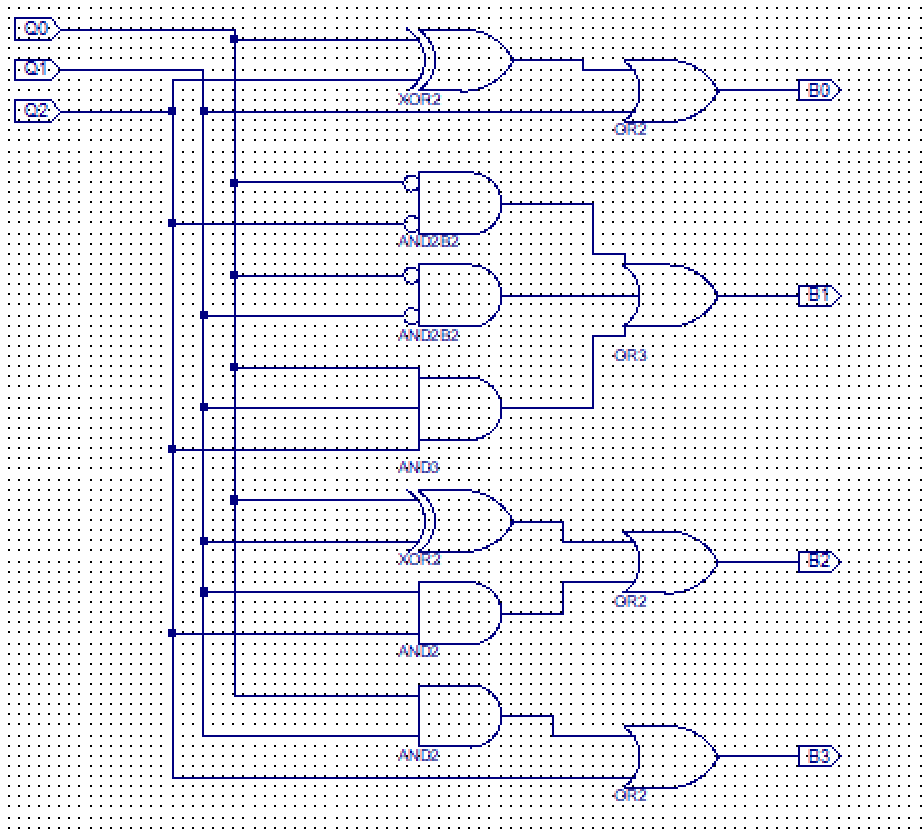 Q0
Q1
Q2
XOR2
OR2
B0
AND2B2
AND2B2
OR3
B1
AND3
XOR2
OR2
B2
AND2
AND2
OR2
B3